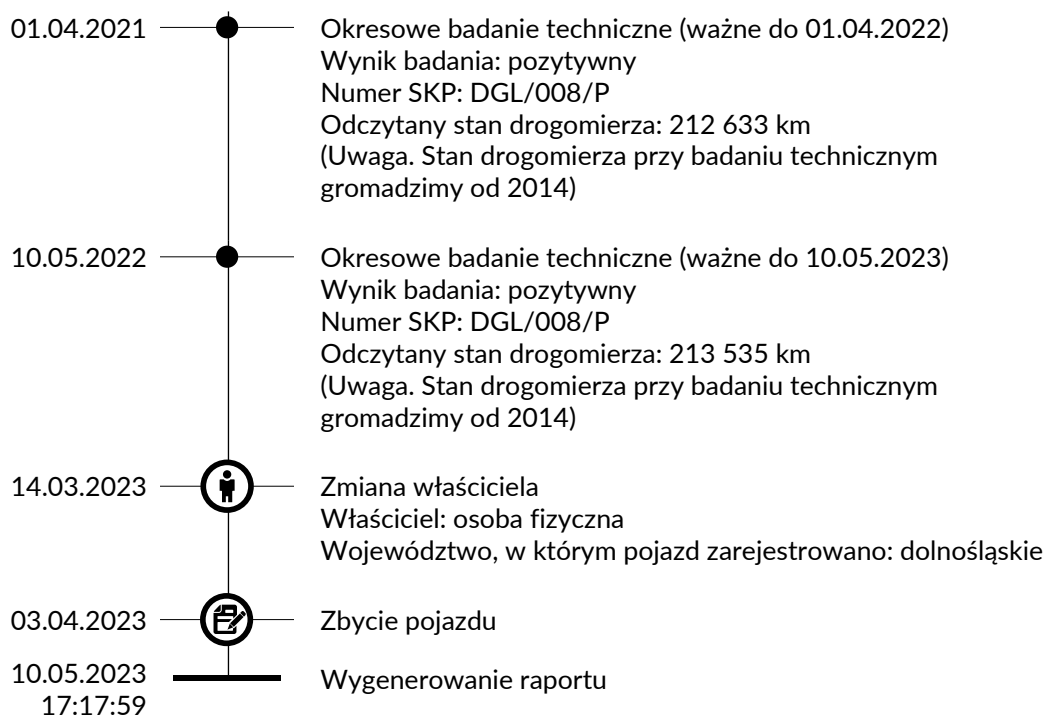 01.04.2021
Okresowe badanie techniczne (ważne do 01.04.2022)
Wynik badania: pozytywny
Numer SKP: DGL/008/P
Odczytany stan drogomierza: 212 633 km
(Uwaga. Stan drogomierza przy badaniu technicznym
gromadzimy od 2014)
10.05.2022
Okresowe badanie techniczne (ważne do 10.05.2023)
Wynik badania: pozytywny
Numer SKP: DGL/008/P
Odczytany stan drogomierza: 213 535 km
(Uwaga. Stan drogomierza przy badaniu technicznym
gromadzimy od 2014)
14.03.2023
Zmiana właściciela
Właściciel: osoba fizyczna
Województwo, w którym pojazd zarejestrowano: dolnośląskie
03.04.2023
Zbycie pojazdu
10.05.2023
17:17:59
Wygenerowanie raportu